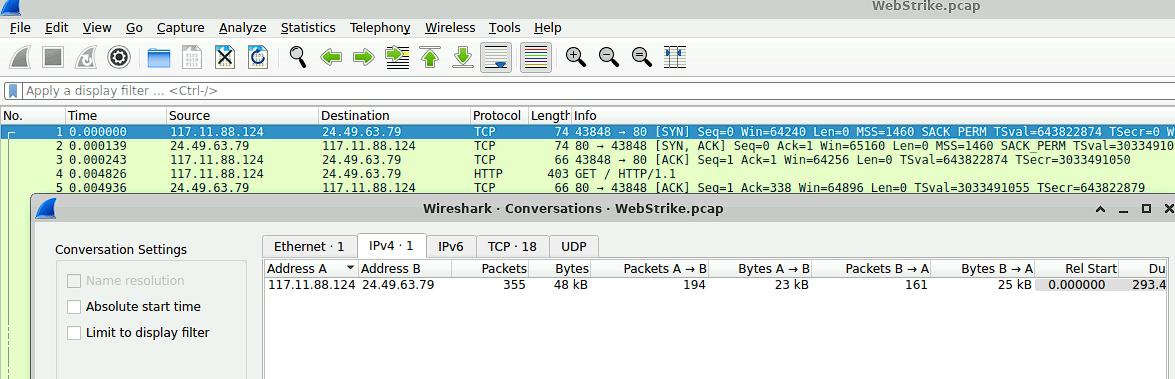 WebStrike.pcap
File Edit View Go Capture Analyze Statistics Telephony Wireless Tools Help
Apply a display filter ... <Ctrl-/>
No. Time Source Destination Protocol Length Info
1 0.000000 117.11.88.124 24.49.63.79 TCP 74 43848 → 80 [SYN] Seq=0 Win=64240 Len=0 MSS=1460 SACK_PERM TSval=643822874 TSecr=0 W
2 0.000139 24.49.63.79 117.11.88.124 TCP 74 80 → 43848 [SYN, ACK] Seq=0 Ack=1 Win=65160 Len=0 MSS=1460 SACK_PERM TSval=30334910
3 0.000243 117.11.88.124 24.49.63.79 TCP 66 43848 → 80 [ACK] Seq=1 Ack=1 Win=64256 Len=0 TSval=643822874 TSecr=3033491050
4 0.004826 117.11.88.124 24.49.63.79 HTTP 403 GET / HTTP/1.1
5 0.004936 24.49.63.79 117.11.88.124 TCP 66 80 → 43848 [ACK] Seq=1 Ack=338 Win=64896 Len=0 TSval=3033491055 TSecr=643822879
Wireshark · Conversations · WebStrike.pcap
Conversation Settings
Name resolution
Absolute start time
Limit to display filter
Ethernet · 1 IPv4 · 1 IPv6 TCP · 18 UDP
Address A Address B Packets Bytes Packets A → B Bytes A → B Packets B → A Bytes B → A Rel Start Du
117.11.88.124 24.49.63.79 355 48 kB 194 23 kB 161 25 kB 0.000000 293.4